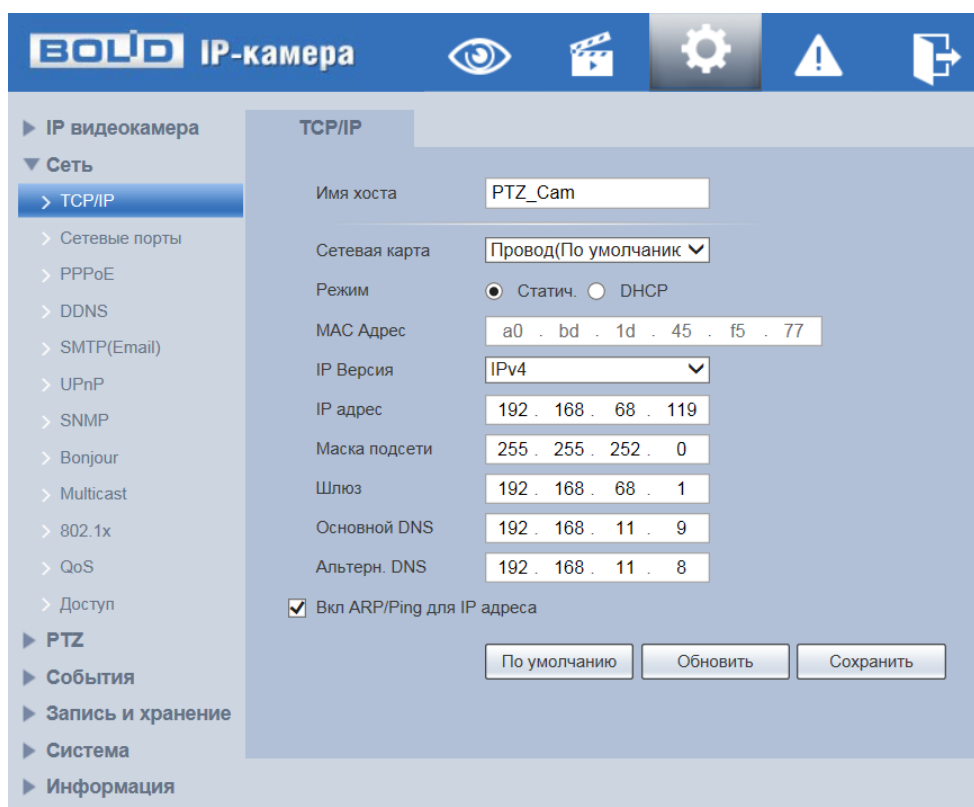 BOLID IP-камера
IP видеокамера
Сеть
TCP/IP
Сетевые порты
PPPoE
DDNS
SMTP(Email)
UPnP
SNMP
Bonjour
Multicast
802.1x
QoS
Доступ
PTZ
События
Запись и хранение
Система
Информация
TCP/IP
Имя хоста PTZ_Cam
Сетевая карта Провод(По умолчаник
Режим Статич. DHCP
MAC Адрес a0 . bd . 1d . 45 . f5 . 77
IP Версия IPv4
IP адрес 192 . 168 . 68 . 119
Маска подсети 255 . 255 . 252 . 0
Шлюз 192 . 168 . 68 . 1
Основной DNS 192 . 168 . 11 . 9
Альтерн. DNS 192 . 168 . 11 . 8
Вкл ARP/Ping для IP адреса
По умолчанию Обновить Сохранить